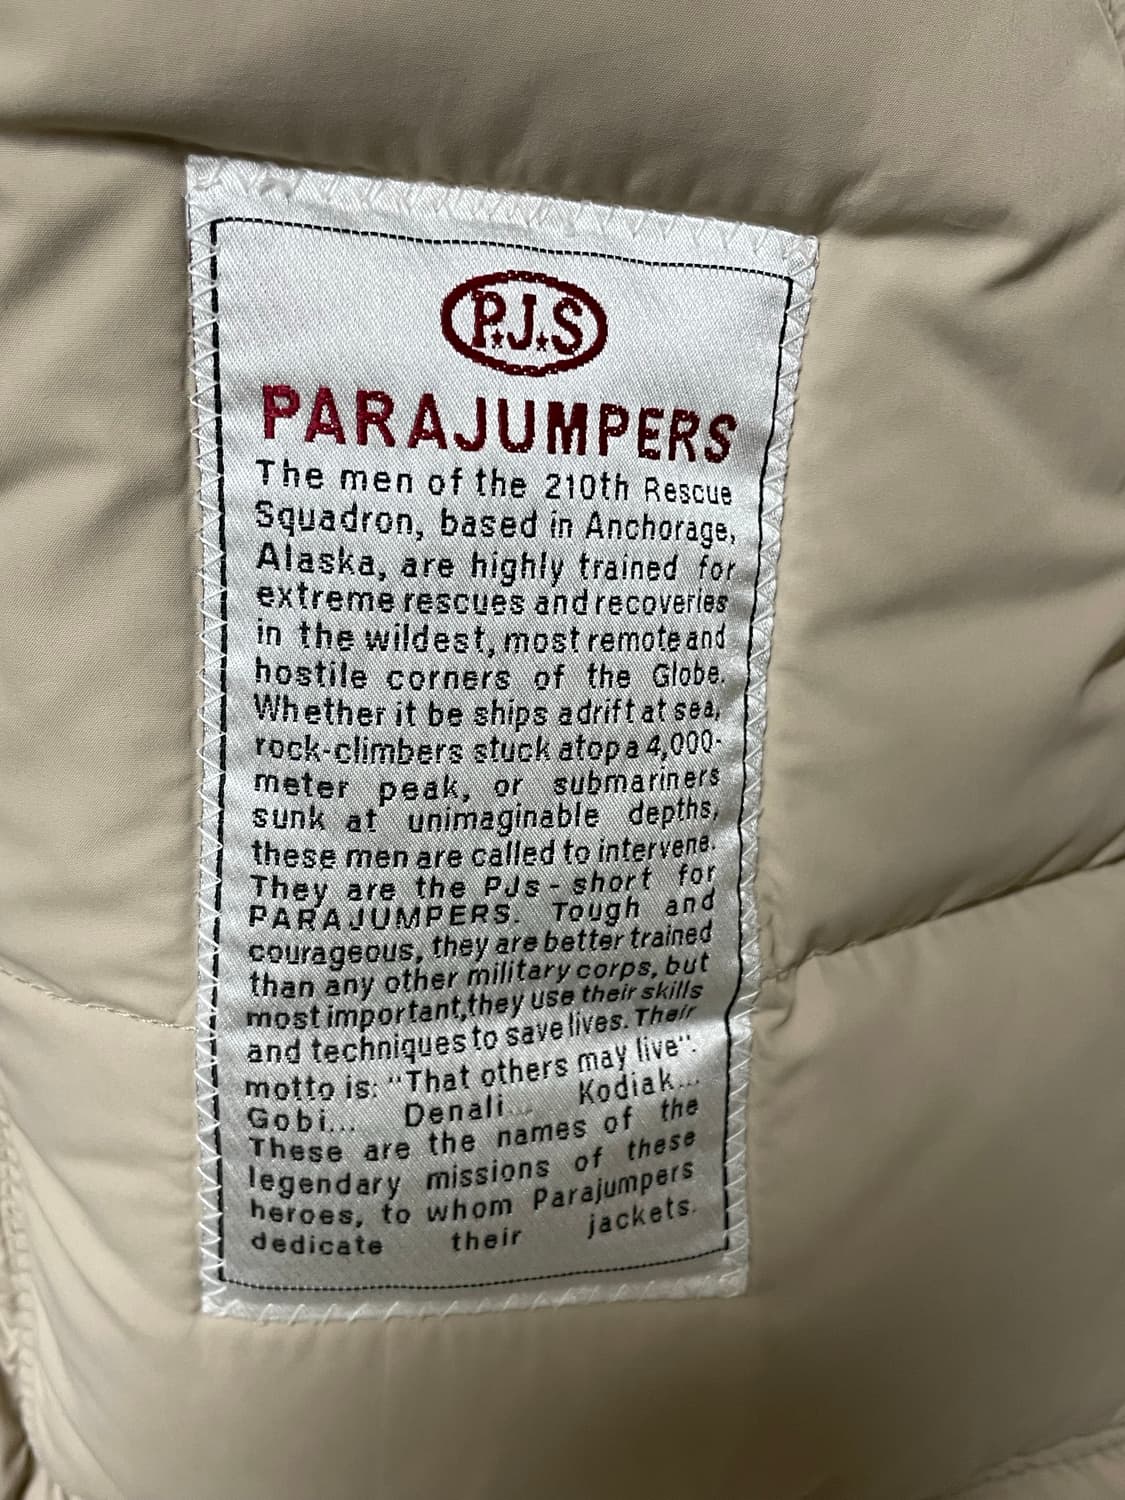 P.J.S
PARAJUMPERS
The men of the 210th Rescue
Squadron, based in Anchorage,
Alaska, are highly trained for
extreme rescues and recoveries
in the wildest, most remote and
hostile corners of the Globe.
Whether it be ships adrift at sea,
rock-climbers stuck atop a 4,000-
meter peak, or submariners
sunk at unimaginable depths,
these men are called to intervene.
They are the PJs - short for
PARAJUMPERS. Tough and
courageous, they are better trained
than any other military corps, but
most important,they use their skills
and techniques to save lives. Their
motto is: "That others may live".
Gobi... Denali... Kodiak...
These are the names of the
legendary missions of these
heroes, to whom Parajumpers
dedicate their jackets.